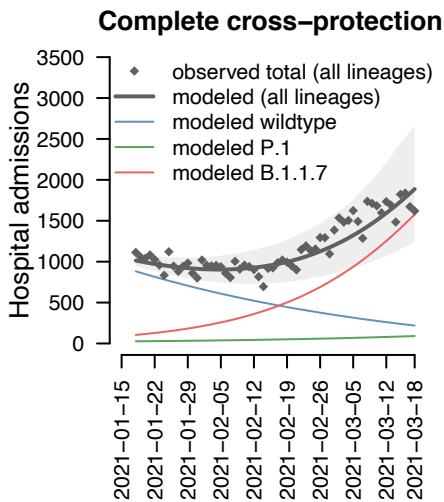 Complete cross−protection
Hospital admissions
3500
3000
2500
2000
1500
1000
500
0
observed total (all lineages)
modeled (all lineages)
modeled wildtype
modeled P.1
modeled B.1.1.7
2021−01−15
2021−01−22
2021−01−29
2021−02−05
2021−02−12
2021−02−19
2021−02−26
2021−03−05
2021−03−12
2021−03−18